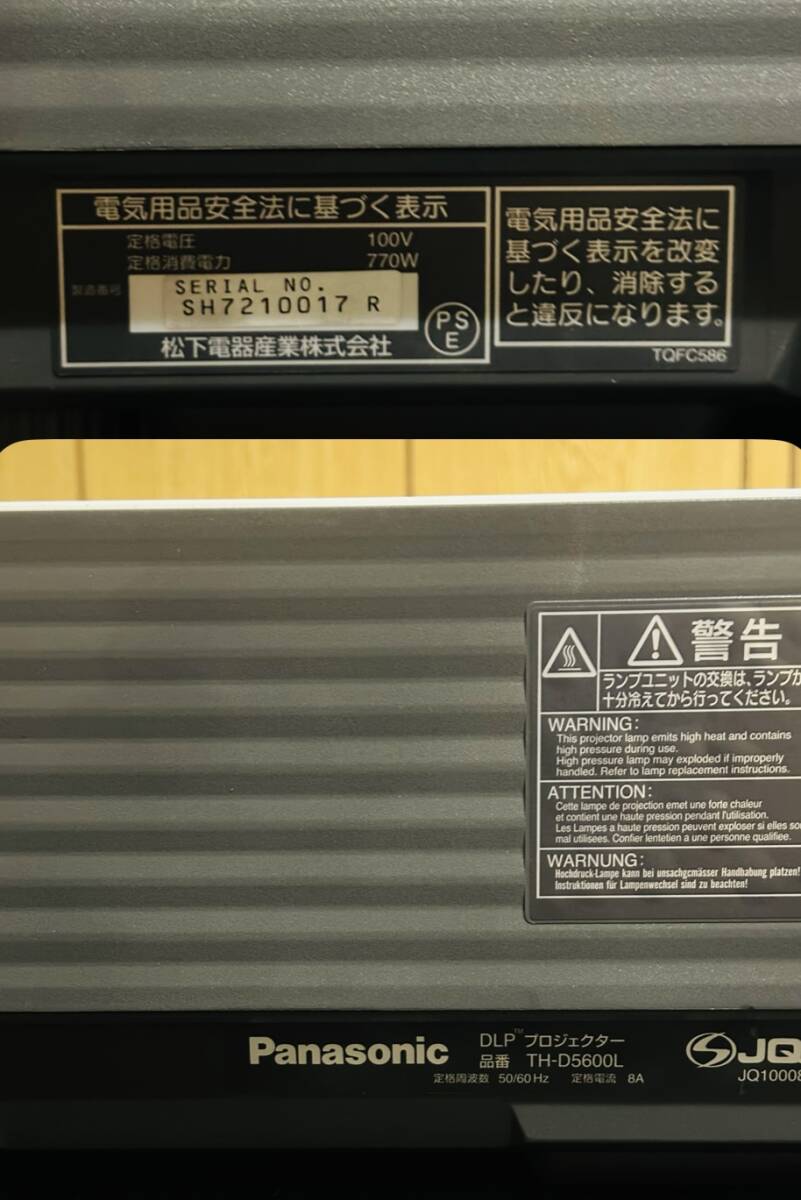 電気用品安全法に基づく表示
定格電圧 100V
定格消費電力 770W
製造番号
SERIAL NO.
SH7210017 R
松下電器産業株式会社
PS
E
電気用品安全法に
基づく表示を改変
したり、消除する
と違反になります。
TQFC586
警告
ランプユニットの交換は、ランプが
十分冷えてから行ってください。
WARNING:
This projector lamp emits high heat and contains
high pressure during use.
High pressure lamp may exploded if improperly
handled. Refer to lamp replacement instructions.
ATTENTION:
Cette lampe de projection emet une forte chaleur
et contient une haute pression pendant l'utilisation.
Les Lampes a haute pression peuvent exploser si elles so
mal utilisees. Confier lentetien a une personne qualifiee.
WARNUNG:
Hochdruck-Lampe kann bei unsachgcmässer Handhabung platzen!
Instruktionen für Lampenwechsel sind zu beachten!
Panasonic
DLP™ プロジェクター
品番 TH-D5600L
定格周波数 50/60Hz 定格電流 8A
JQ
JQ10008